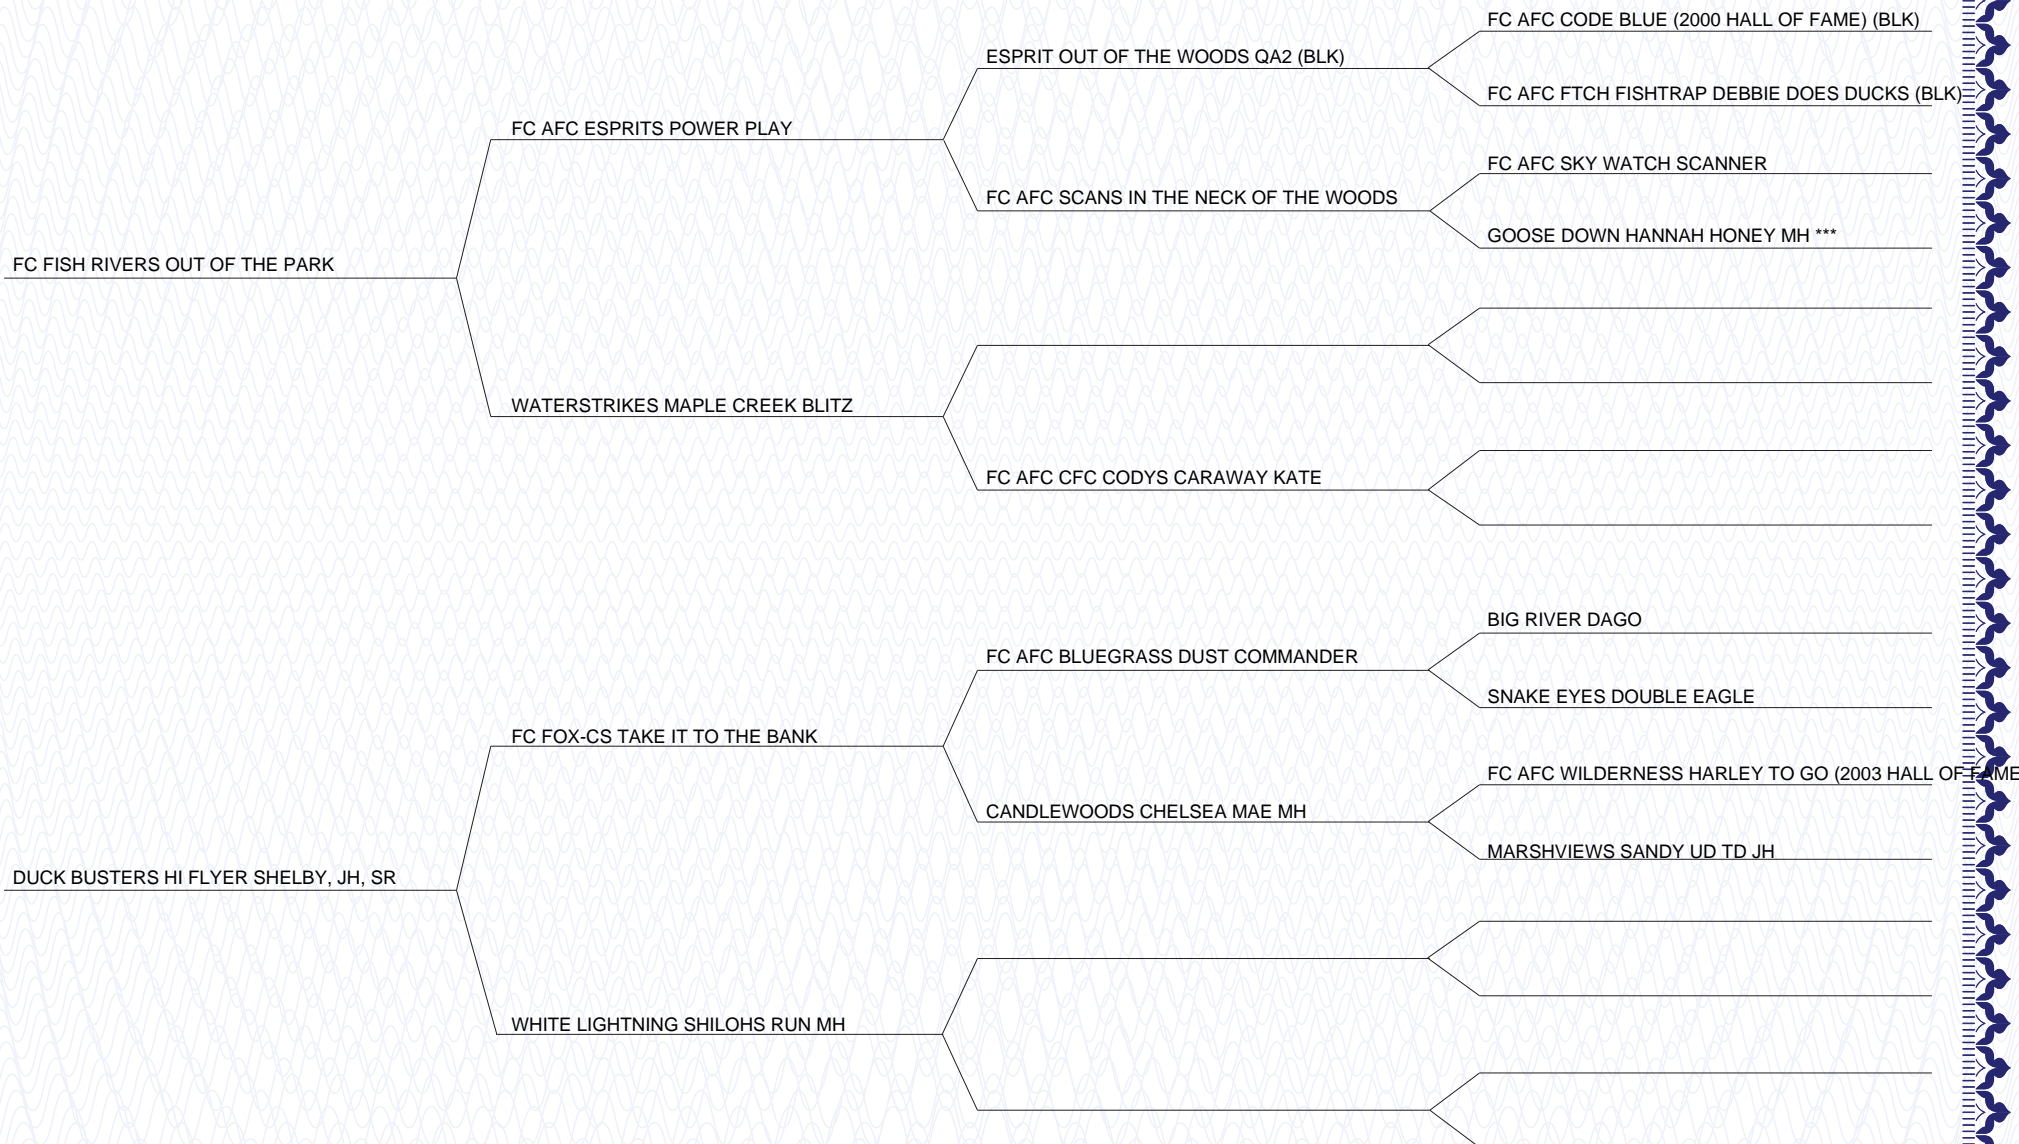 FC AFC CODE BLUE (2000 HALL OF FAME) (BLK)
ESPRIT OUT OF THE WOODS QA2 (BLK)
FC AFC FTCH FISHTRAP DEBBIE DOES DUCKS (BLK)
FC AFC ESPRITS POWER PLAY
FC AFC SKY WATCH SCANNER
FC AFC SCANS IN THE NECK OF THE WOODS
GOOSE DOWN HANNAH HONEY MH ***
FC FISH RIVERS OUT OF THE PARK
WATERSTRIKES MAPLE CREEK BLITZ
FC AFC CFC CODYS CARAWAY KATE
BIG RIVER DAGO
FC AFC BLUEGRASS DUST COMMANDER
SNAKE EYES DOUBLE EAGLE
FC FOX-CS TAKE IT TO THE BANK
FC AFC WILDERNESS HARLEY TO GO (2003 HALL OF FAME
CANDLEWOODS CHELSEA MAE MH
MARSHVIEWS SANDY UD TD JH
DUCK BUSTERS HI FLYER SHELBY, JH, SR
WHITE LIGHTNING SHILOHS RUN MH